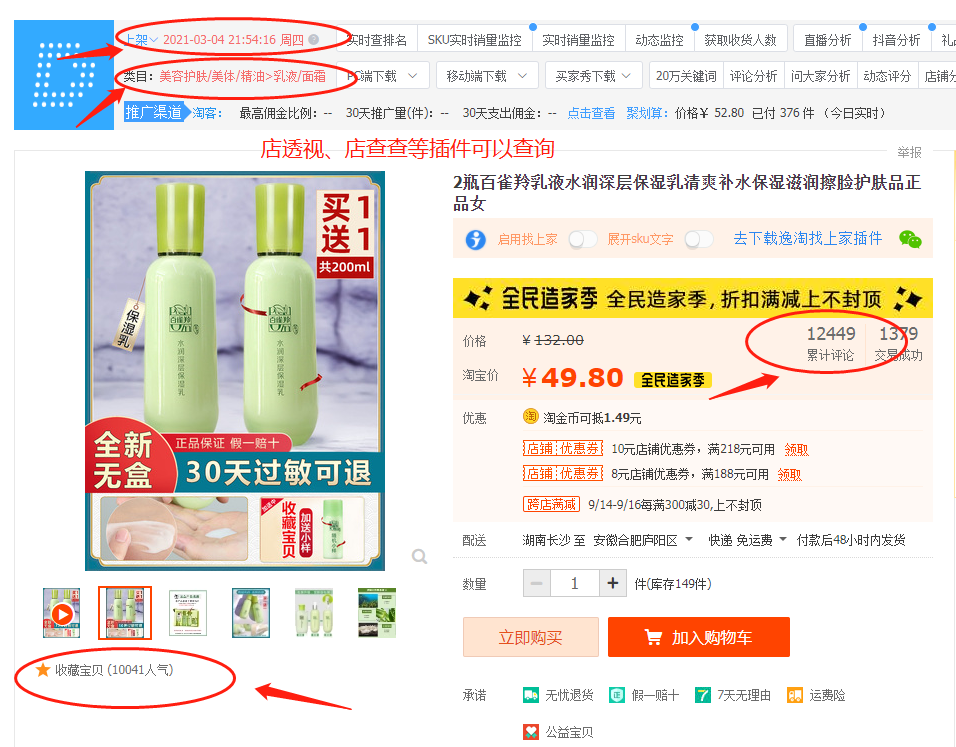 上架 2021-03-04 21:54:16 周四 实时查排名 SKU实时销量监控 实时销量监控 动态监控 获取收货人数 直播分析 抖音分析
类目：美容护肤/美体/精油>乳液/面霜 PC端下载 移动端下载 买家秀下载 20万关键词 评论分析 问大家分析 动态评分 店铺分
推广渠道 淘客： 最高佣金比例：-- 30天推广量(件)：-- 30天支出佣金：-- 点击查看 聚划算：价格¥ 52.80 已付 376 件 （今日实时）
店透视、店查查等插件可以查询
举报
2瓶百雀羚乳液水润深层保湿乳清爽补水保湿滋润擦脸护肤品正
品女
启用找上家 展开sku文字 去下载逸淘找上家插件
全民造家季 全民造家季，折扣满减上不封顶
价格 ¥ 132.00
12449 1379
累计评论 交易成功
淘宝价 ¥ 49.80 全民造家季
优惠 淘金币可抵1.49元
店铺 优惠券 10元店铺优惠券，满218元可用 领取
店铺 优惠券 8元店铺优惠券，满188元可用 领取
跨店满减 9/14-9/16每满300减30,上不封顶
配送 湖南长沙 至 安徽合肥庐阳区 快递 免运费 付款后48小时内发货
数量 － 1 + 件(库存149件)
立即购买 加入购物车
承诺 无忧退货 假一赔十 7天无理由 运费险
公益宝贝
买1
送1
共200ml
保湿乳
百雀羚
水润深层保湿乳
百雀羚
水润深层保湿乳
全新
无盒
正品保证 假一赔十
30天过敏可退
收藏宝贝
加送小样
收藏宝贝 (10041人气)